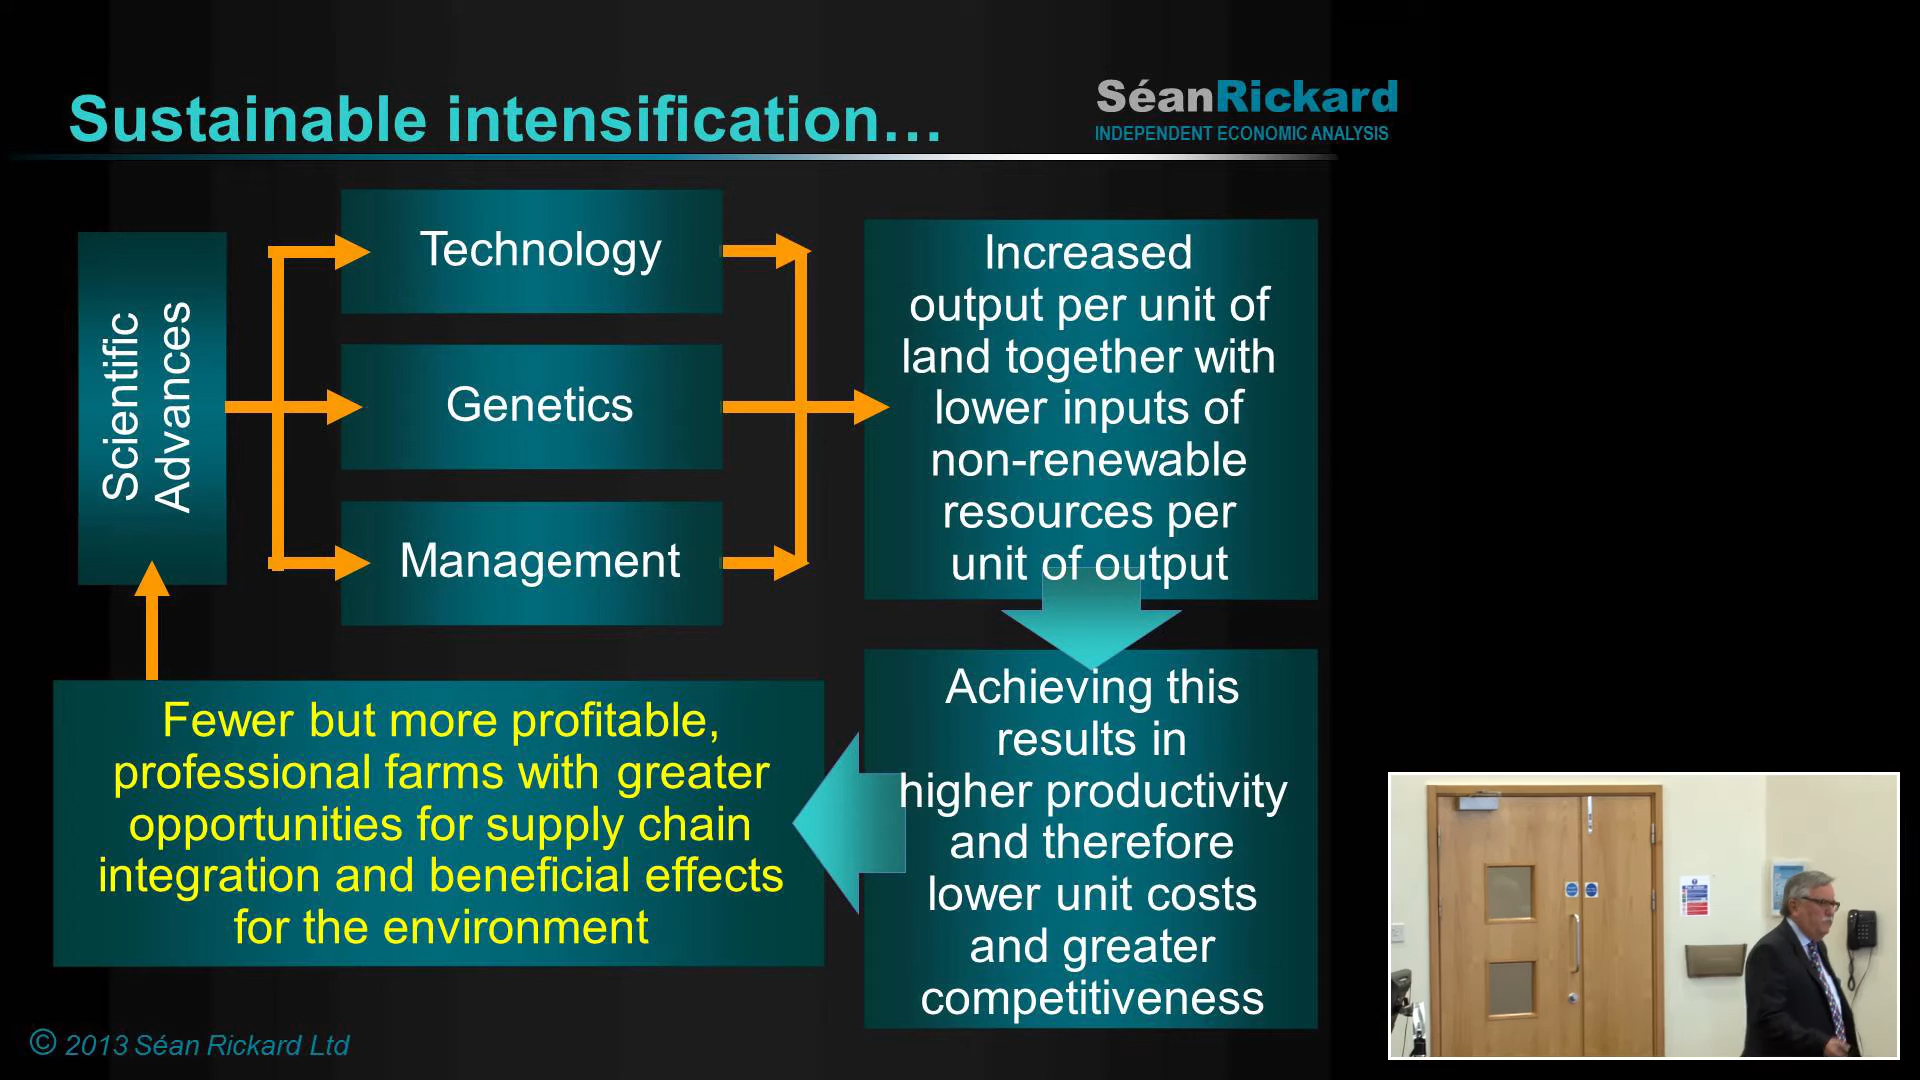 Sustainable intensification…
SéanRickard
INDEPENDENT ECONOMIC ANALYSIS
Scientific
Advances
Technology
Genetics
Management
Increased
output per unit of
land together with
lower inputs of
non-renewable
resources per
unit of output
Achieving this
results in
higher productivity
and therefore
lower unit costs
and greater
competitiveness
Fewer but more profitable,
professional farms with greater
opportunities for supply chain
integration and beneficial effects
for the environment
© 2013 Séan Rickard Ltd